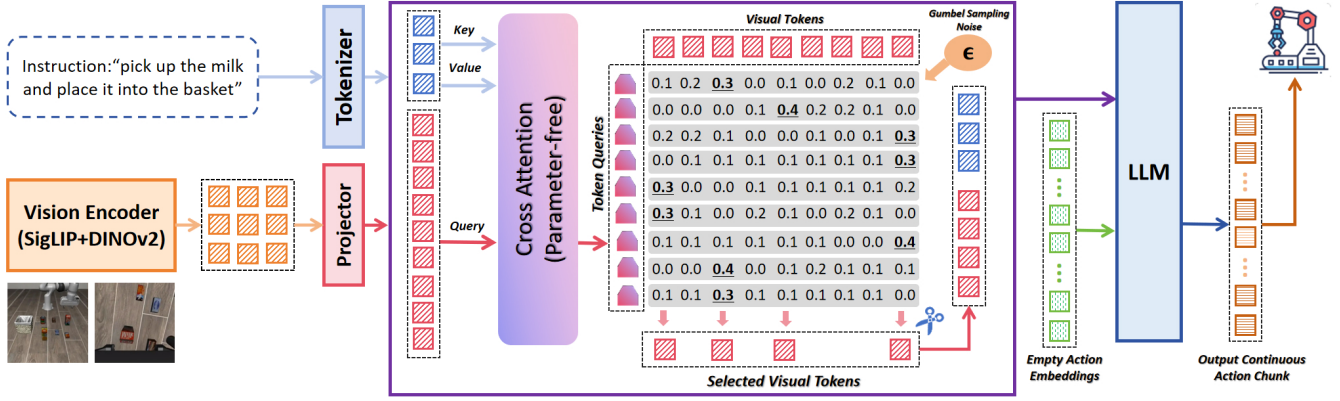 Instruction:“pick up the milk
and place it into the basket”
Tokenizer
Vision Encoder
(SigLIP+DINOv2)
Projector
Key
Value
Query
Cross Attention
(Parameter-free)
Visual Tokens
Gumbel Sampling
Noise
ϵ
Token Queries
0.1 0.2 0.3 0.0 0.1 0.0 0.2 0.1 0.0
0.0 0.0 0.0 0.1 0.4 0.2 0.2 0.1 0.0
0.2 0.2 0.1 0.0 0.1 0.0 0.0 0.1 0.3
0.0 0.1 0.1 0.1 0.1 0.1 0.1 0.1 0.3
0.3 0.0 0.0 0.1 0.1 0.1 0.1 0.1 0.2
0.3 0.1 0.0 0.2 0.1 0.0 0.2 0.1 0.0
0.1 0.1 0.1 0.1 0.1 0.1 0.0 0.0 0.4
0.0 0.0 0.4 0.0 0.1 0.2 0.1 0.1 0.1
0.1 0.1 0.3 0.1 0.1 0.1 0.1 0.1 0.0
Selected Visual Tokens
LLM
Empty Action
Embeddings
Output Continuous
Action Chunk